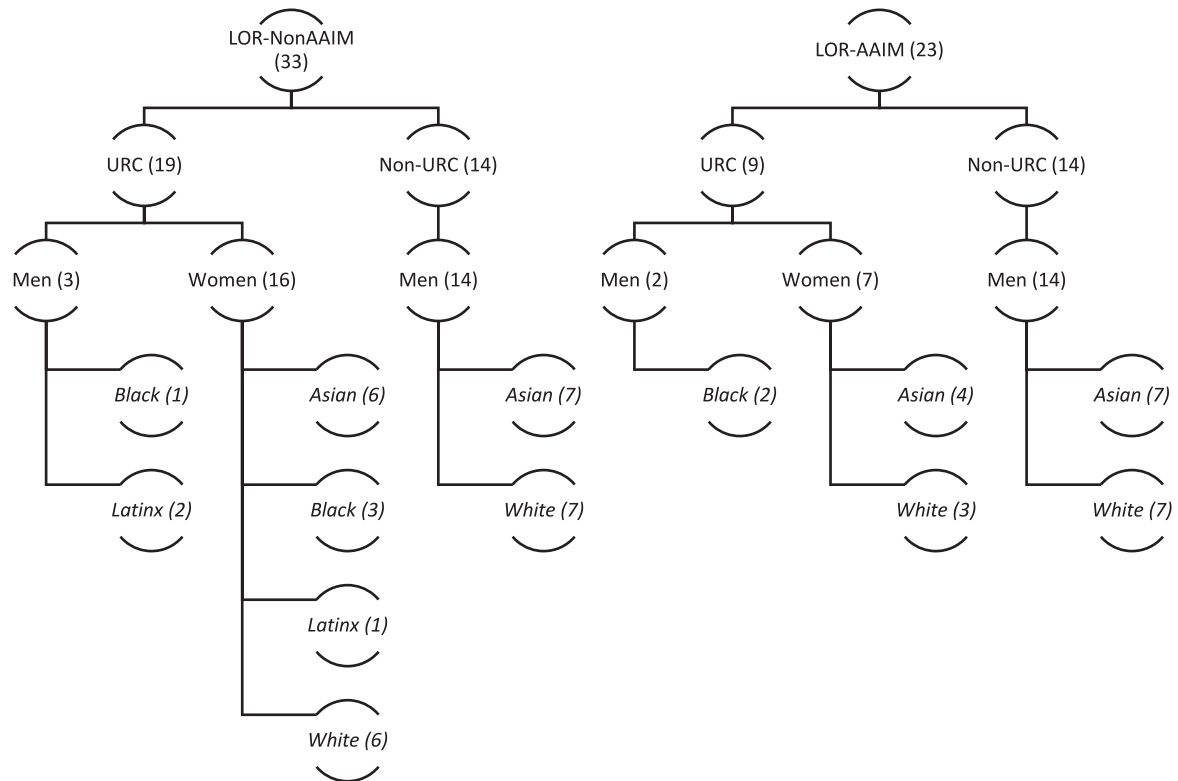 LOR-NonAAIM
(33)
LOR-AAIM (23)
URC (19)
Non-URC (14)
URC (9)
Non-URC (14)
Men (3)
Women (16)
Men (14)
Men (2)
Women (7)
Men (14)
Black (1)
Asian (6)
Asian (7)
Black (2)
Asian (4)
Asian (7)
Latinx (2)
Black (3)
White (7)
White (3)
White (7)
Latinx (1)
White (6)